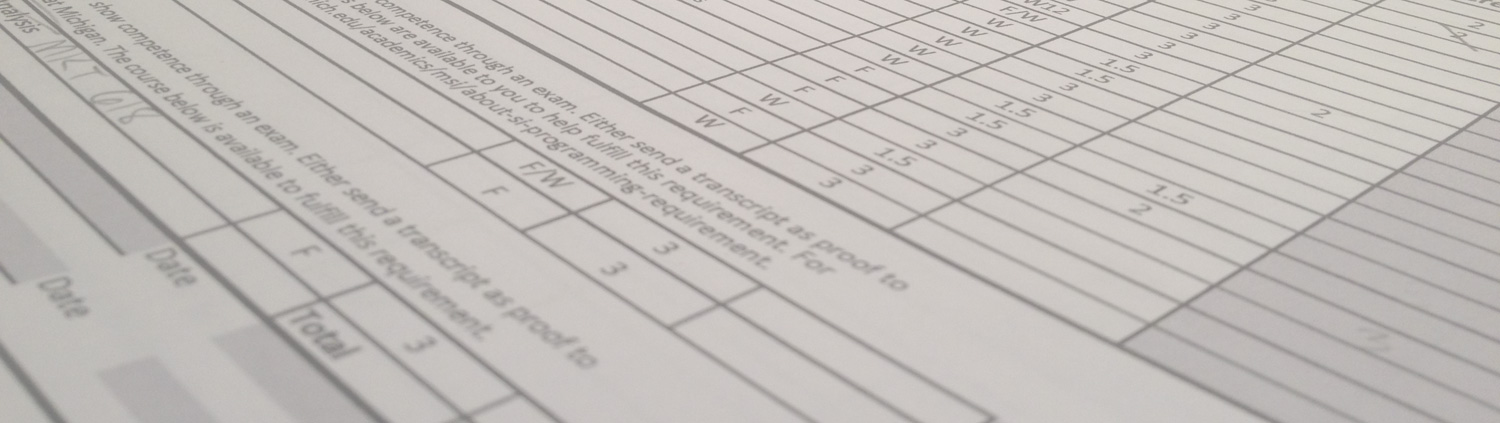 W12
F/W
W
W
W
F
W
F
F
W
F
W
3
3
3
3
3
1.5
1.5
3
3
1.5
1.5
3
3
1.5
3
3
2
2
2
1.5
2
competence through an exam. Either send a transcript as proof to
below are available to you to help fulfill this requirement. For
ich.edu/academics/msi/about-si-programming-requirement.
F/W
3
F
3
show competence through an exam. Either send a transcript as proof to
at Michigan. The course below is available to fulfill this requirement.
nalysis MKT 618
F
3
Total
Date
Date